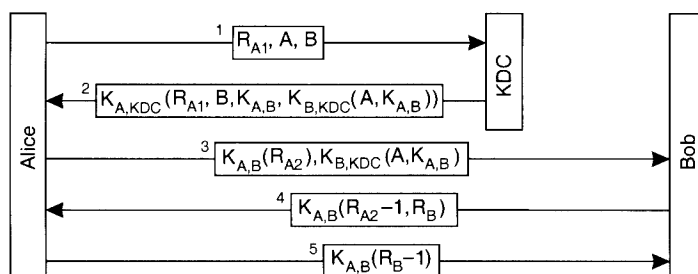 Alice
KDC
Bob
1 R_A1, A, B
2 K_A,KDC(R_A1, B,K_A,B, K_B,KDC(A,K_A,B))
3 K_A,B(R_A2),K_B,KDC(A,K_A,B)
4 K_A,B(R_A2−1,R_B)
5 K_A,B(R_B−1)